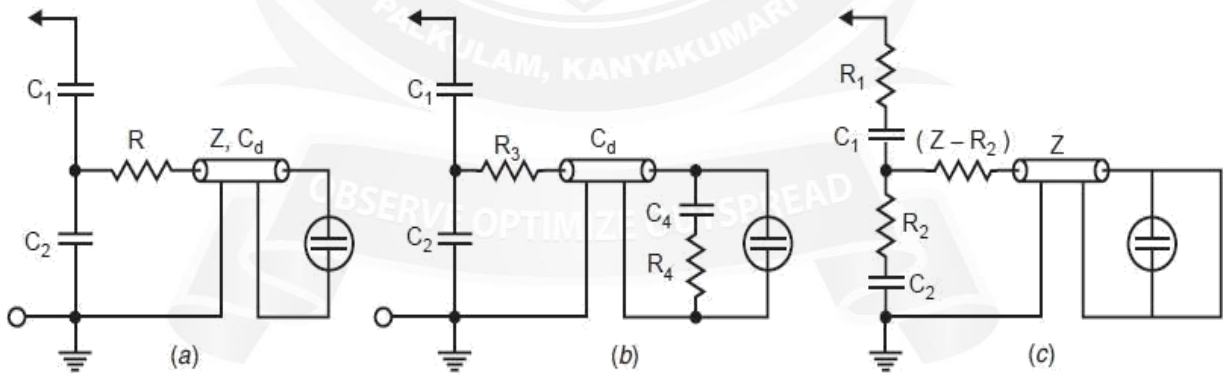 PALKULAM, KANYAKUMARI
OBSERVE OPTIMIZE OUTSPREAD
C1
R
Z, Cd
C2
(a)
C1
R3
Cd
C2
C4
R4
(b)
R1
C1
(Z – R2)
Z
R2
C2
(c)